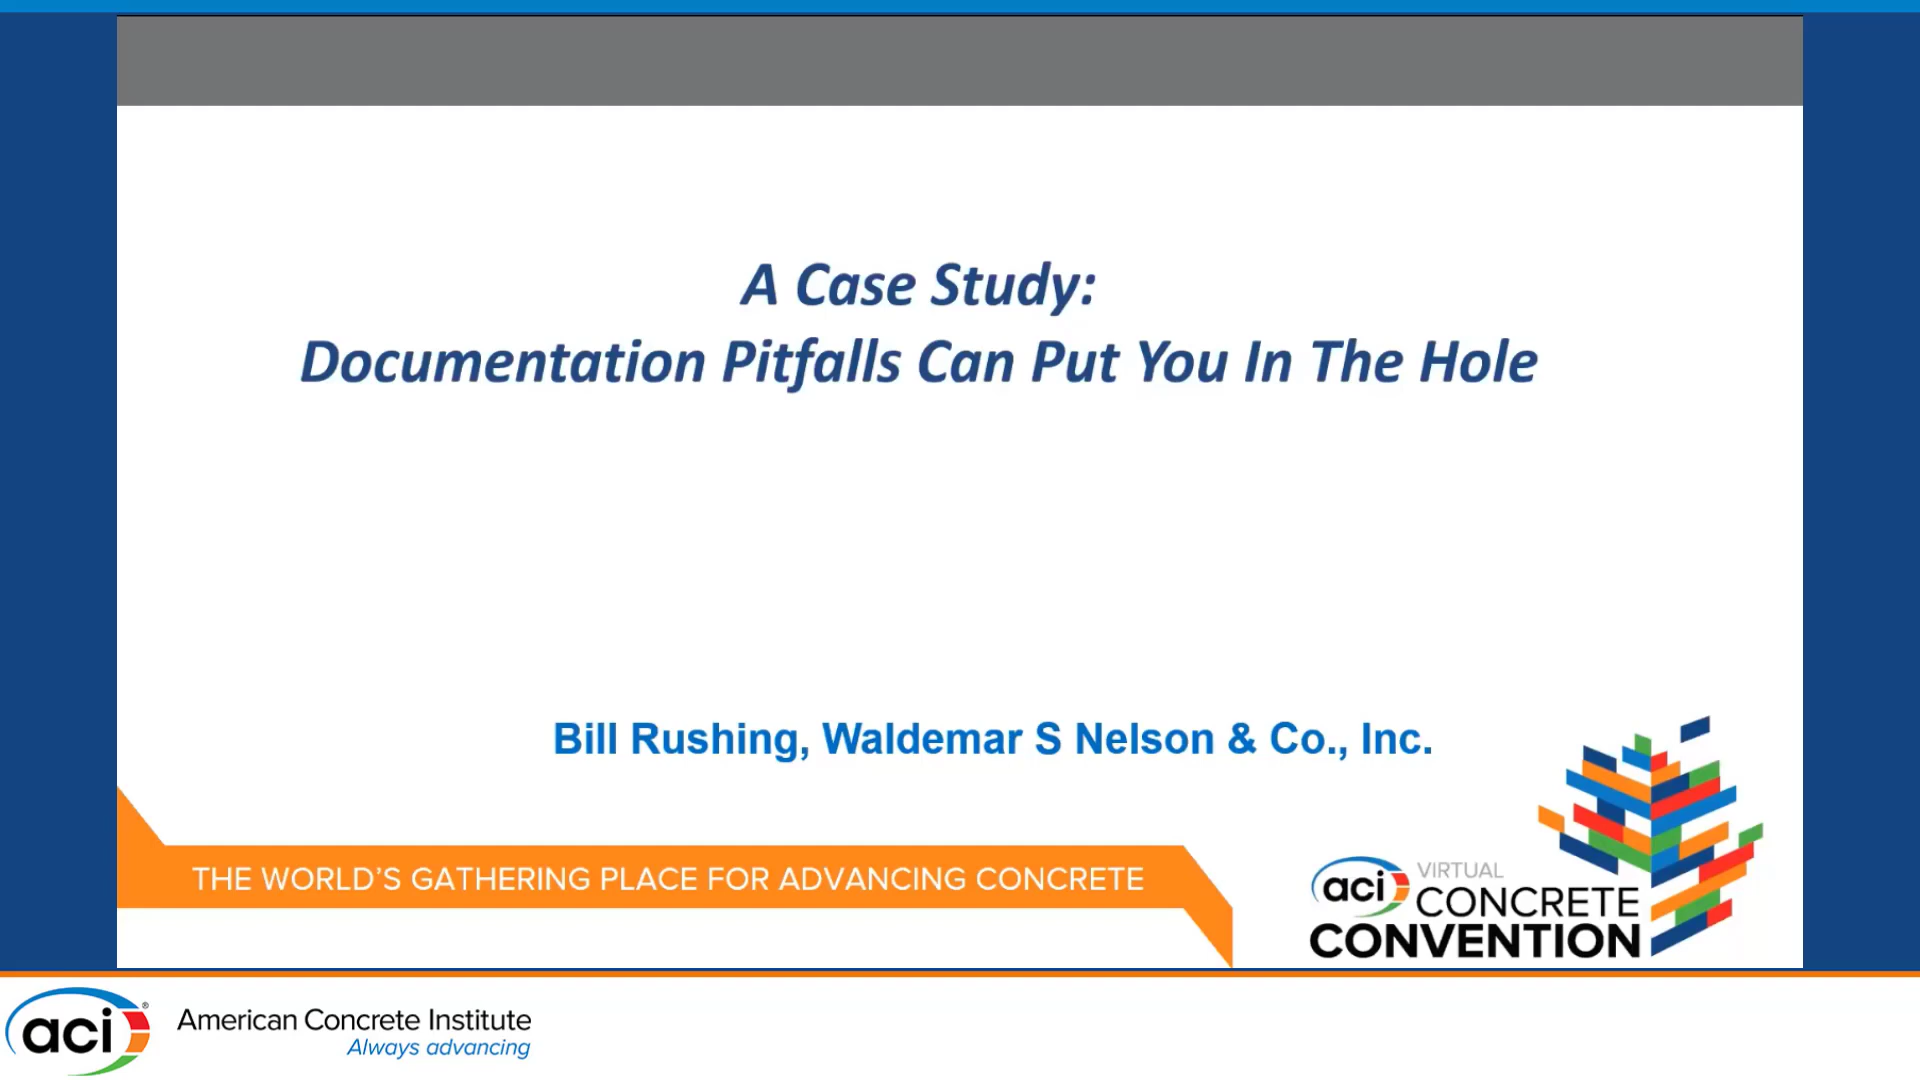 A Case Study:
Documentation Pitfalls Can Put You In The Hole
Bill Rushing, Waldemar S Nelson & Co., Inc.
THE WORLD'S GATHERING PLACE FOR ADVANCING CONCRETE
aci VIRTUAL
CONCRETE
CONVENTION
aci®
American Concrete Institute
Always advancing